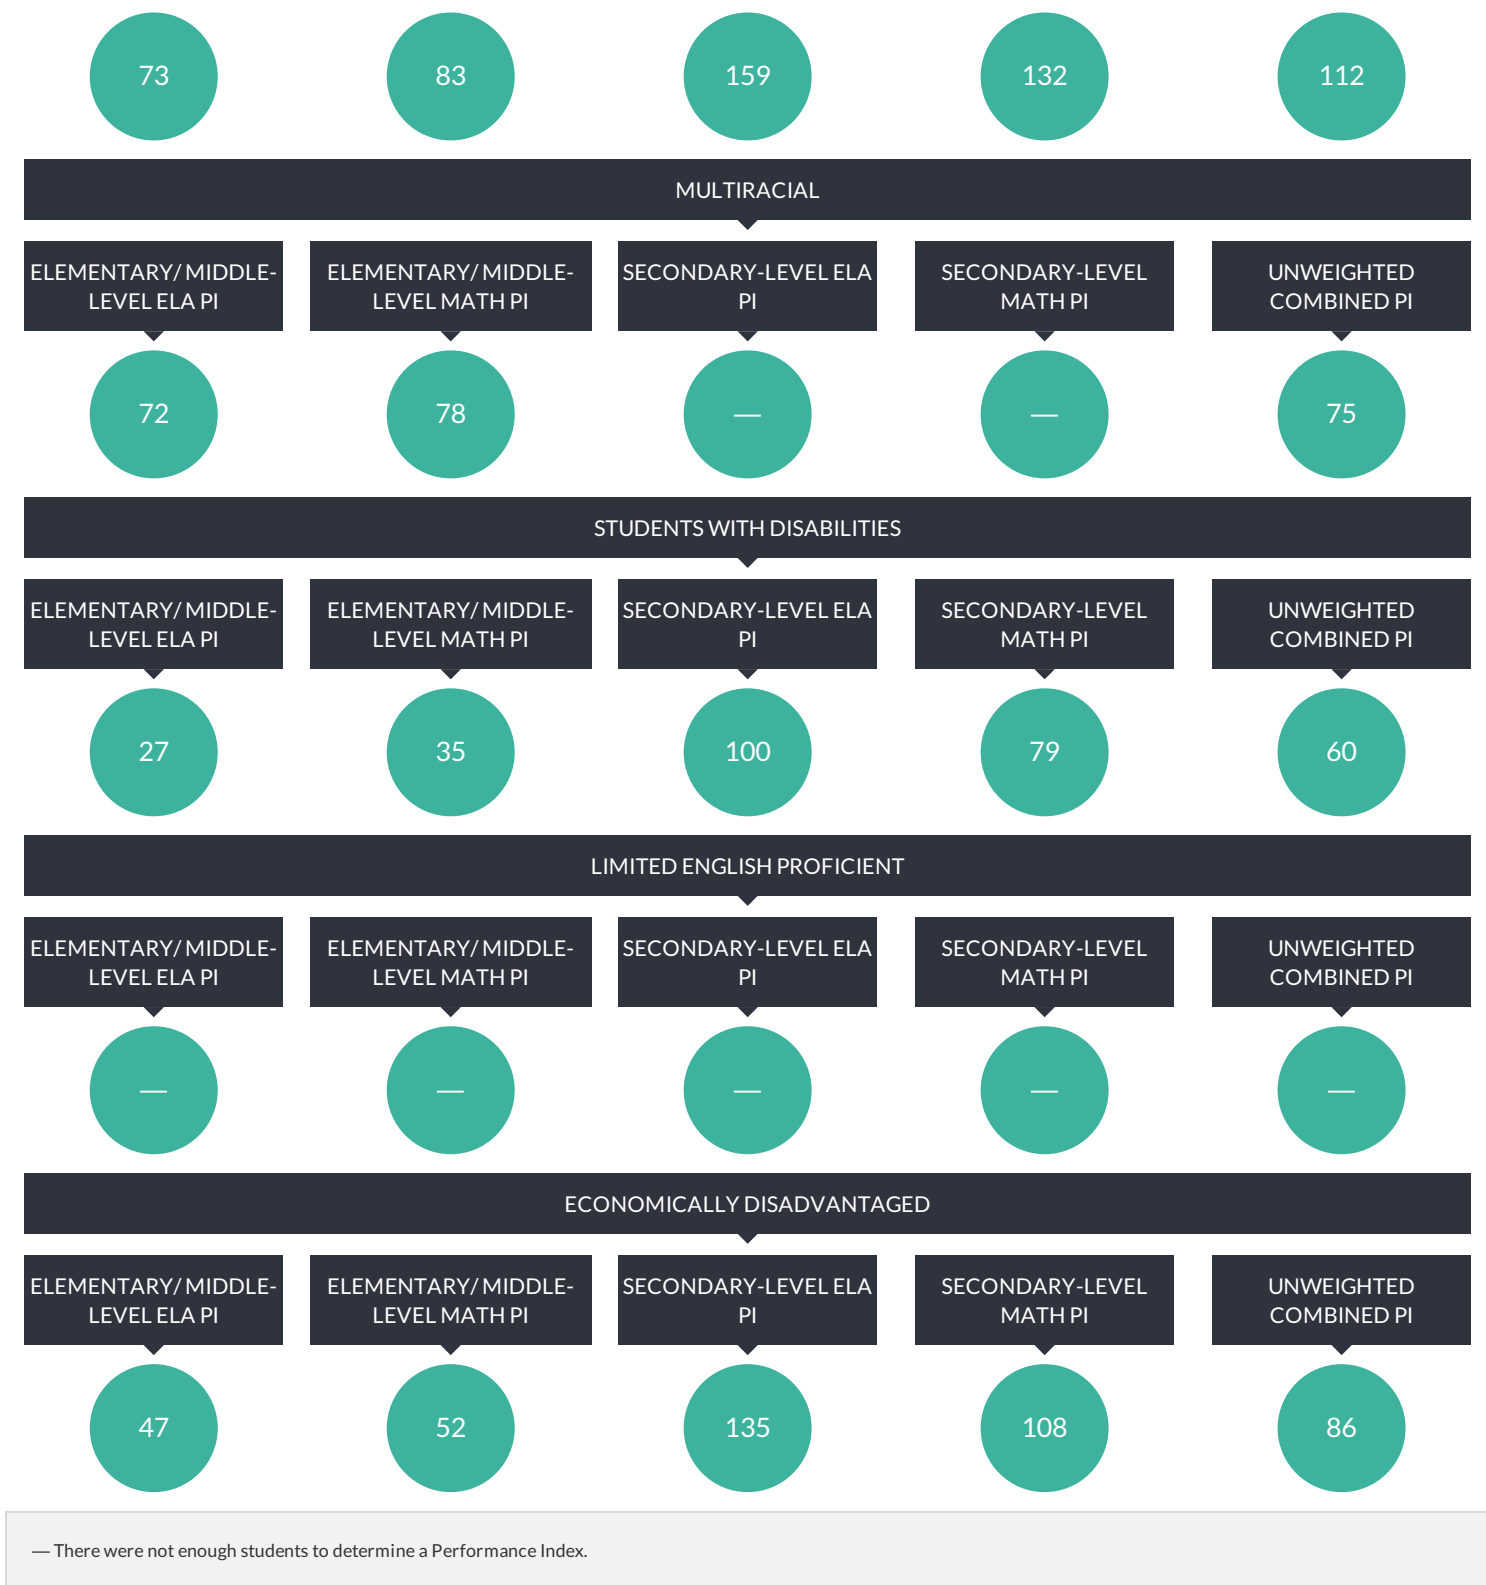 73 83 159 132 112
MULTIRACIAL
ELEMENTARY/ MIDDLE-
LEVEL ELA PI
ELEMENTARY/ MIDDLE-
LEVEL MATH PI
SECONDARY-LEVEL ELA
PI
SECONDARY-LEVEL
MATH PI
UNWEIGHTED
COMBINED PI
72 78 — — 75
STUDENTS WITH DISABILITIES
ELEMENTARY/ MIDDLE-
LEVEL ELA PI
ELEMENTARY/ MIDDLE-
LEVEL MATH PI
SECONDARY-LEVEL ELA
PI
SECONDARY-LEVEL
MATH PI
UNWEIGHTED
COMBINED PI
27 35 100 79 60
LIMITED ENGLISH PROFICIENT
ELEMENTARY/ MIDDLE-
LEVEL ELA PI
ELEMENTARY/ MIDDLE-
LEVEL MATH PI
SECONDARY-LEVEL ELA
PI
SECONDARY-LEVEL
MATH PI
UNWEIGHTED
COMBINED PI
— — — — —
ECONOMICALLY DISADVANTAGED
ELEMENTARY/ MIDDLE-
LEVEL ELA PI
ELEMENTARY/ MIDDLE-
LEVEL MATH PI
SECONDARY-LEVEL ELA
PI
SECONDARY-LEVEL
MATH PI
UNWEIGHTED
COMBINED PI
47 52 135 108 86
— There were not enough students to determine a Performance Index.